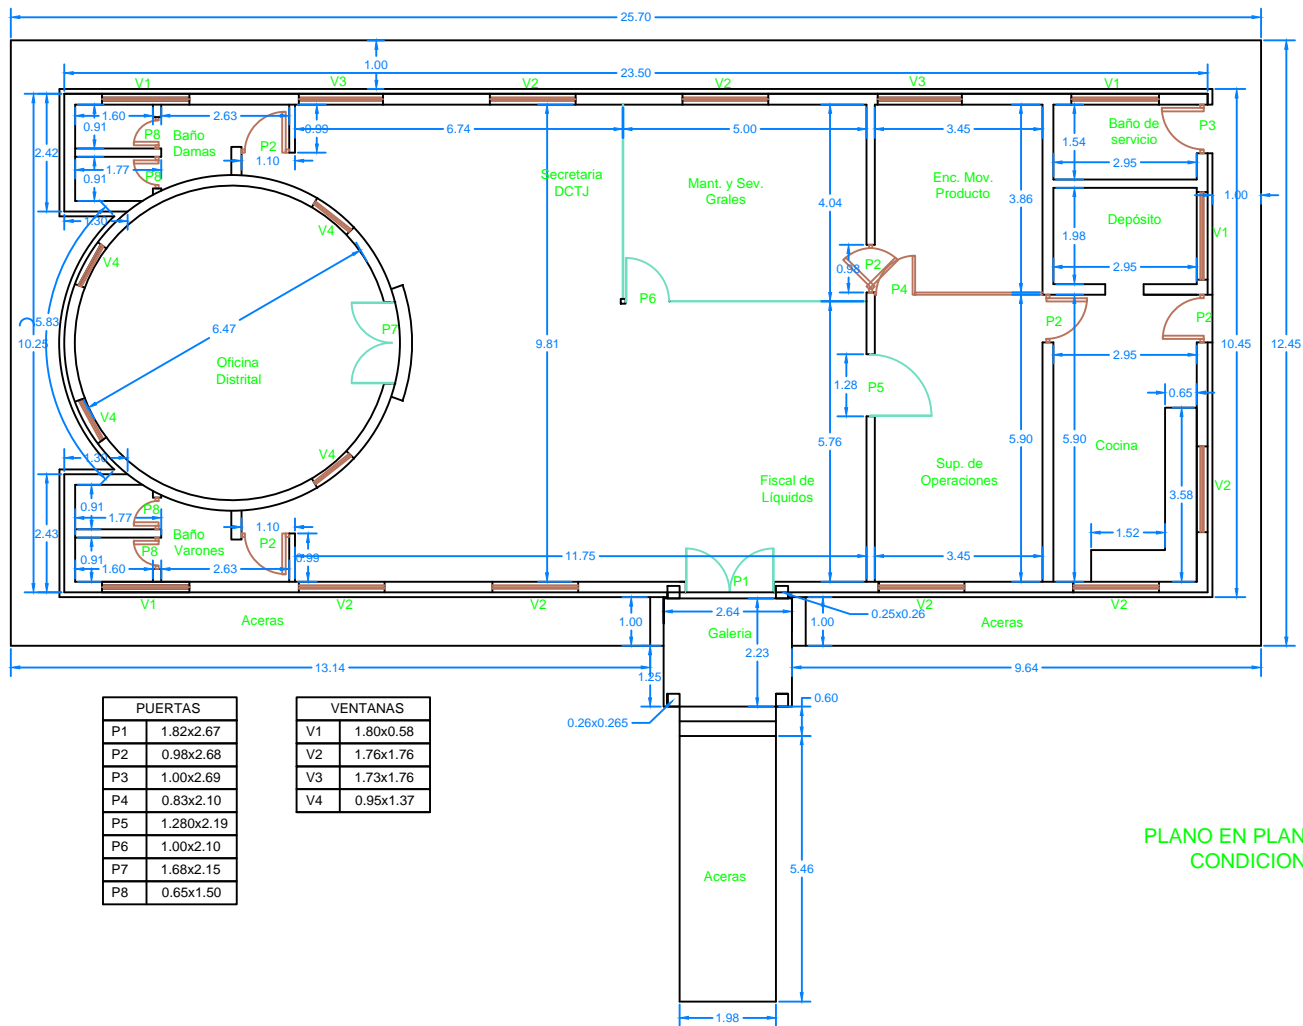 25.70
1.00
23.50
V1
V3
V2
V2
V3
V1
1.60
2.63
0.91
P8
Baño
Damas
P2
0.99
6.74
5.00
3.45
1.54
Baño de
servicio
P3
2.42
1.77
0.91
P8
1.10
Secretaria
DCTJ
Mant. y Sev.
Grales
Enc. Mov.
Producto
2.95
4.04
3.86
1.00
1.30
V4
V4
1.98
Depósito
V1
0.98
P2
P4
2.95
P6
5.83
10.25
6.47
P7
9.81
P2
P2
10.45
12.45
Oficina
Distrital
1.28
P5
2.95
0.65
V4
V4
5.76
5.90
5.90
Cocina
1.30
Fiscal de
Líquidos
Sup. de
Operaciones
3.58
V2
2.43
0.91
1.77
P8
1.10
Baño
Varones
P2
0.99
0.91
P8
1.60
2.63
11.75
3.45
1.52
P1
V1
V2
V2
V2
V2
Aceras
1.00
2.64
Galeria
2.23
1.00
0.25x0.26
Aceras
13.14
1.25
9.64
0.60
0.26x0.265
PUERTAS
P1 1.82x2.67
P2 0.98x2.68
P3 1.00x2.69
P4 0.83x2.10
P5 1.280x2.19
P6 1.00x2.10
P7 1.68x2.15
P8 0.65x1.50
VENTANAS
V1 1.80x0.58
V2 1.76x1.76
V3 1.73x1.76
V4 0.95x1.37
Aceras
5.46
1.98
PLANO EN PLAN
CONDICION